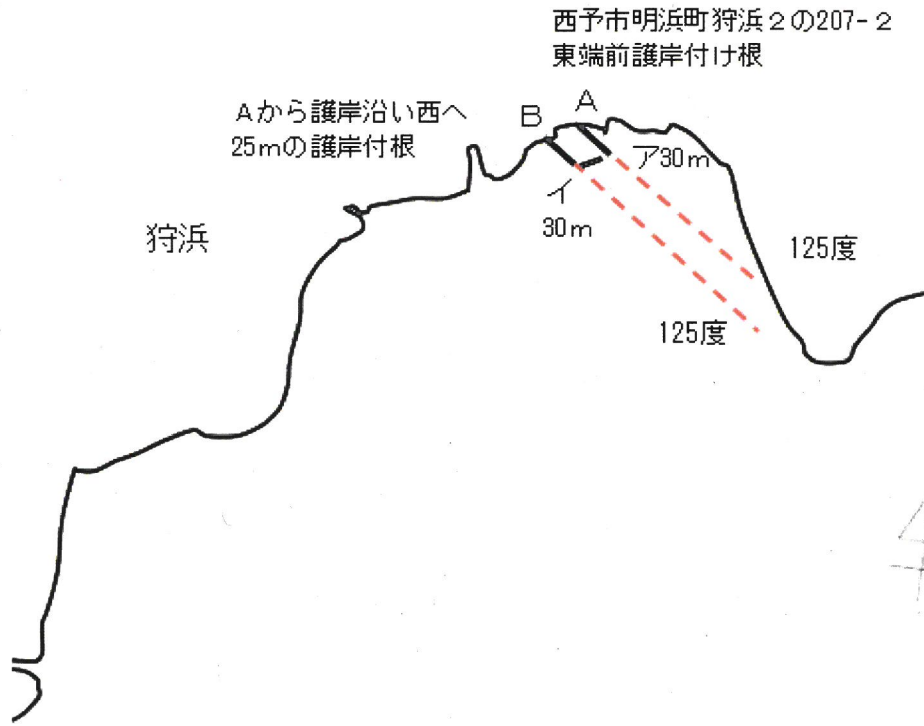 西予市明浜町狩浜２の207-２
東端前護岸付け根
Ａから護岸沿い西へ
25ｍの護岸付根
B
A
ア30ｍ
イ
30ｍ
狩浜
125度
125度